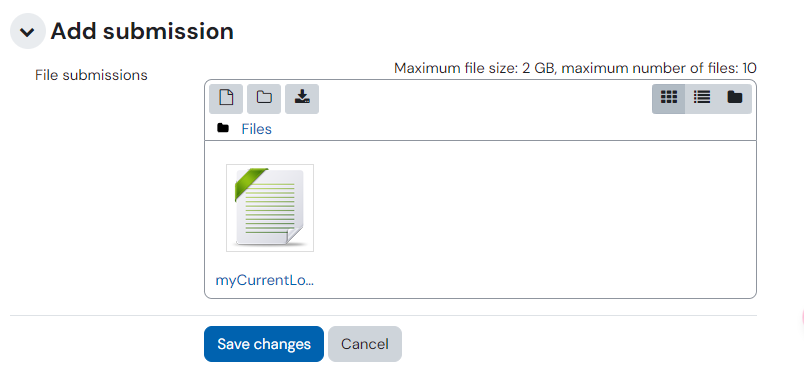 Add submission
File submissions
Maximum file size: 2 GB, maximum number of files: 10
Files
myCurrentLo...
Save changes
Cancel